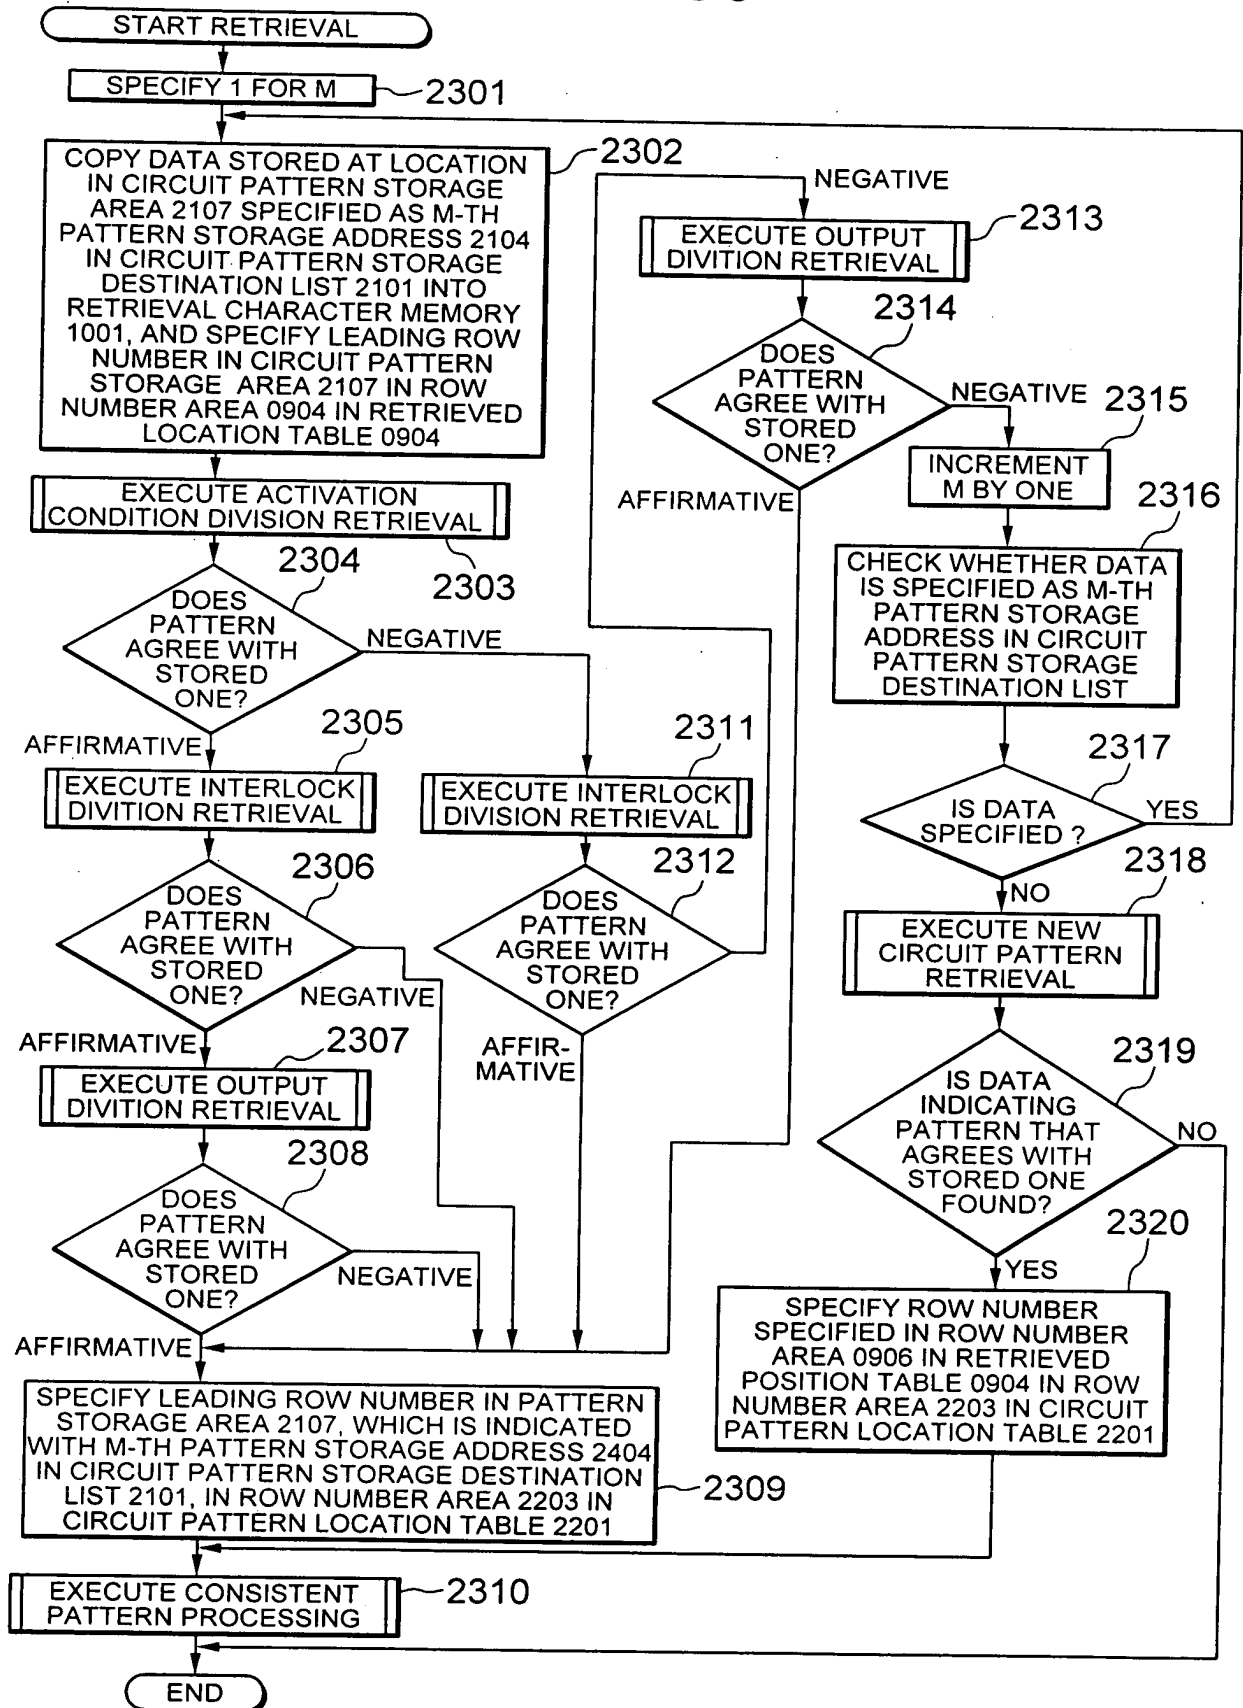 START RETRIEVAL
SPECIFY 1 FOR M
2301
COPY DATA STORED AT LOCATION
IN CIRCUIT PATTERN STORAGE
AREA 2107 SPECIFIED AS M-TH
PATTERN STORAGE ADDRESS 2104
IN CIRCUIT PATTERN STORAGE
DESTINATION LIST 2101 INTO
RETRIEVAL CHARACTER MEMORY
1001, AND SPECIFY LEADING ROW
NUMBER IN CIRCUIT PATTERN
STORAGE AREA 2107 IN ROW
NUMBER AREA 0904 IN RETRIEVED
LOCATION TABLE 0904
2302
EXECUTE ACTIVATION
CONDITION DIVISION RETRIEVAL
2303
2304
DOES
PATTERN
AGREE WITH
STORED
ONE?
NEGATIVE
AFFIRMATIVE
2305
EXECUTE INTERLOCK
DIVITION RETRIEVAL
2306
DOES
PATTERN
AGREE WITH
STORED
ONE?
NEGATIVE
AFFIRMATIVE
2307
EXECUTE OUTPUT
DIVITION RETRIEVAL
2308
DOES
PATTERN
AGREE WITH
STORED
ONE?
NEGATIVE
AFFIRMATIVE
SPECIFY LEADING ROW NUMBER IN PATTERN
STORAGE AREA 2107, WHICH IS INDICATED
WITH M-TH PATTERN STORAGE ADDRESS 2404
IN CIRCUIT PATTERN STORAGE DESTINATION
LIST 2101, IN ROW NUMBER AREA 2203 IN
CIRCUIT PATTERN LOCATION TABLE 2201
2309
EXECUTE CONSISTENT
PATTERN PROCESSING
2310
END
2311
EXECUTE INTERLOCK
DIVISION RETRIEVAL
2312
DOES
PATTERN
AGREE WITH
STORED
ONE?
AFFIR-
MATIVE
NEGATIVE
2313
EXECUTE OUTPUT
DIVITION RETRIEVAL
2314
DOES
PATTERN
AGREE WITH
STORED
ONE?
NEGATIVE
AFFIRMATIVE
2315
INCREMENT
M BY ONE
2316
CHECK WHETHER DATA
IS SPECIFIED AS M-TH
PATTERN STORAGE
ADDRESS IN CIRCUIT
PATTERN STORAGE
DESTINATION LIST
2317
IS DATA
SPECIFIED ?
YES
NO
2318
EXECUTE NEW
CIRCUIT PATTERN
RETRIEVAL
2319
IS DATA
INDICATING
PATTERN THAT
AGREES WITH
STORED ONE
FOUND?
NO
YES
2320
SPECIFY ROW NUMBER
SPECIFIED IN ROW NUMBER
AREA 0906 IN RETRIEVED
POSITION TABLE 0904 IN ROW
NUMBER AREA 2203 IN CIRCUIT
PATTERN LOCATION TABLE 2201